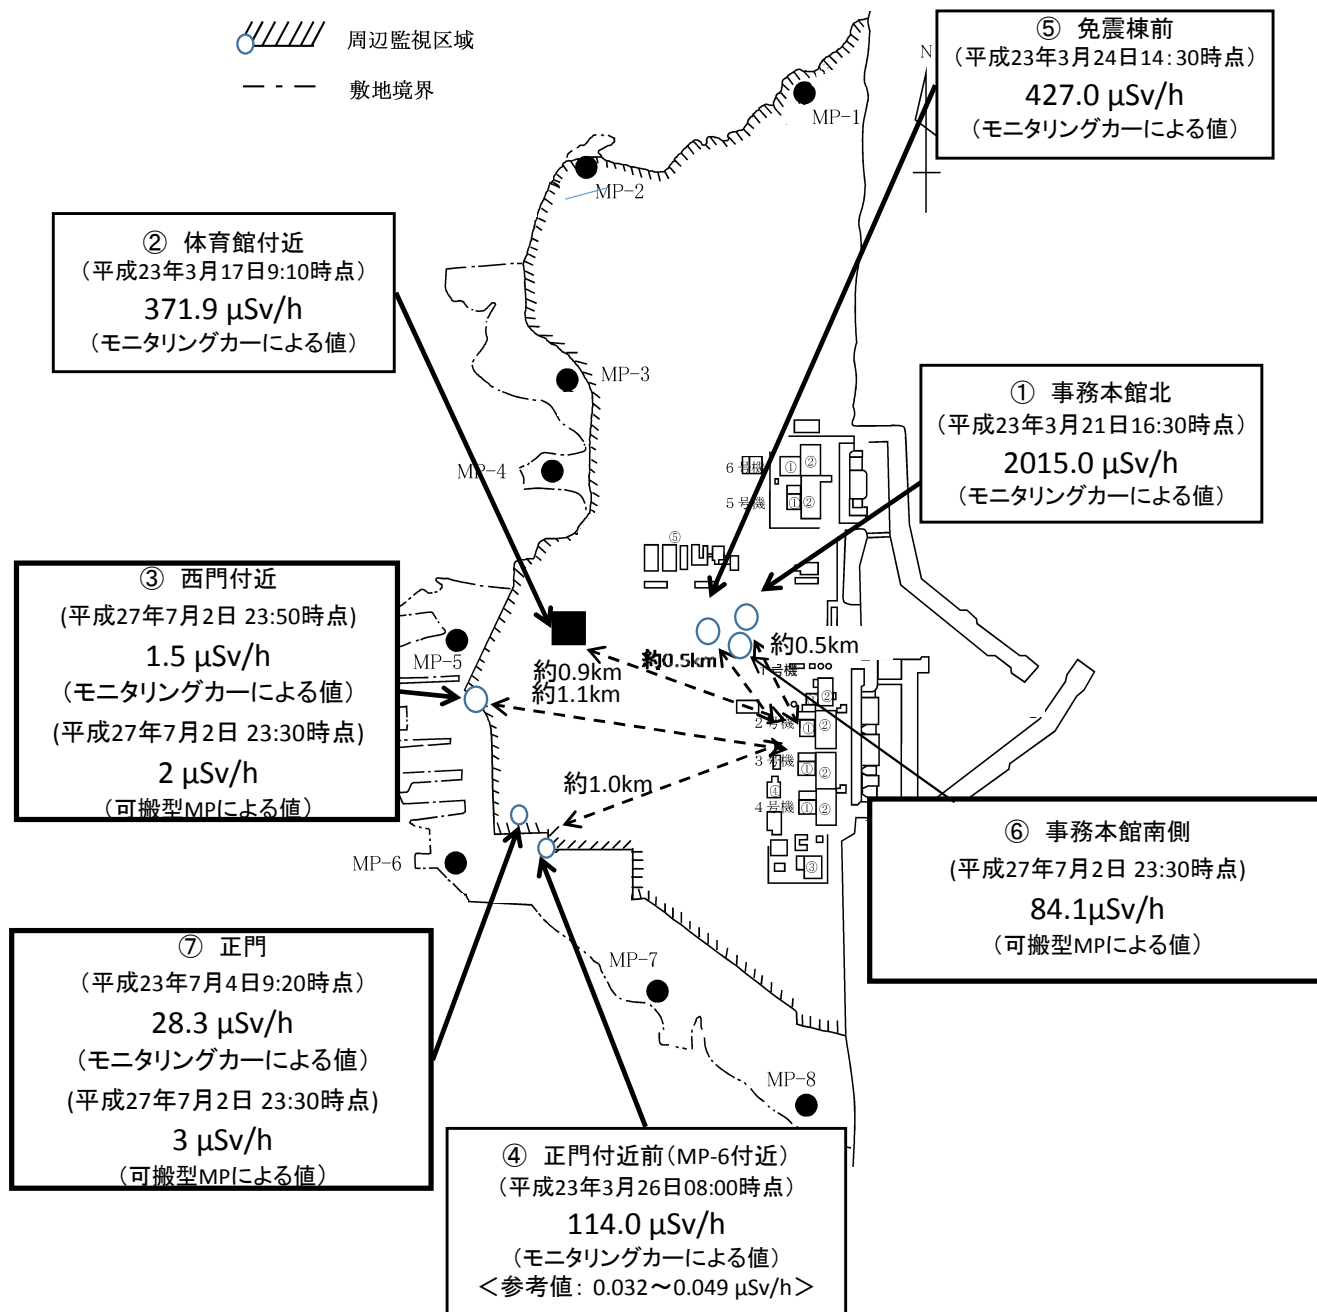 周辺監視区域
敷地境界
⑤ 免震棟前
（平成23年3月24日14:30時点）
427.0 μSv/h
（モニタリングカーによる値）
N
MP-1
MP-2
② 体育館付近
（平成23年3月17日9:10時点）
371.9 μSv/h
（モニタリングカーによる値）
MP-3
MP-4
① 事務本館北
（平成23年3月21日16:30時点）
2015.0 μSv/h
（モニタリングカーによる値）
6号機
① ②
5号機
① ②
⑤
③ 西門付近
(平成27年7月2日 23:50時点)
1.5 μSv/h
（モニタリングカーによる値）
(平成27年7月2日 23:30時点)
2 μSv/h
（可搬型MPによる値）
MP-5
約0.9km
約1.1km
約0.5km
約0.5km
1号機
②
2号機
① ②
3号機
① ②
④
4号機
① ②
③
約1.0km
MP-6
⑥ 事務本館南側
(平成27年7月2日 23:30時点)
84.1μSv/h
（可搬型MPによる値）
⑦ 正門
（平成23年7月4日9:20時点）
28.3 μSv/h
（モニタリングカーによる値）
(平成27年7月2日 23:30時点)
3 μSv/h
（可搬型MPによる値）
MP-7
MP-8
④ 正門付近前（MP-6付近）
（平成23年3月26日08:00時点）
114.0 μSv/h
（モニタリングカーによる値）
＜参考値： 0.032～0.049 μSv/h＞